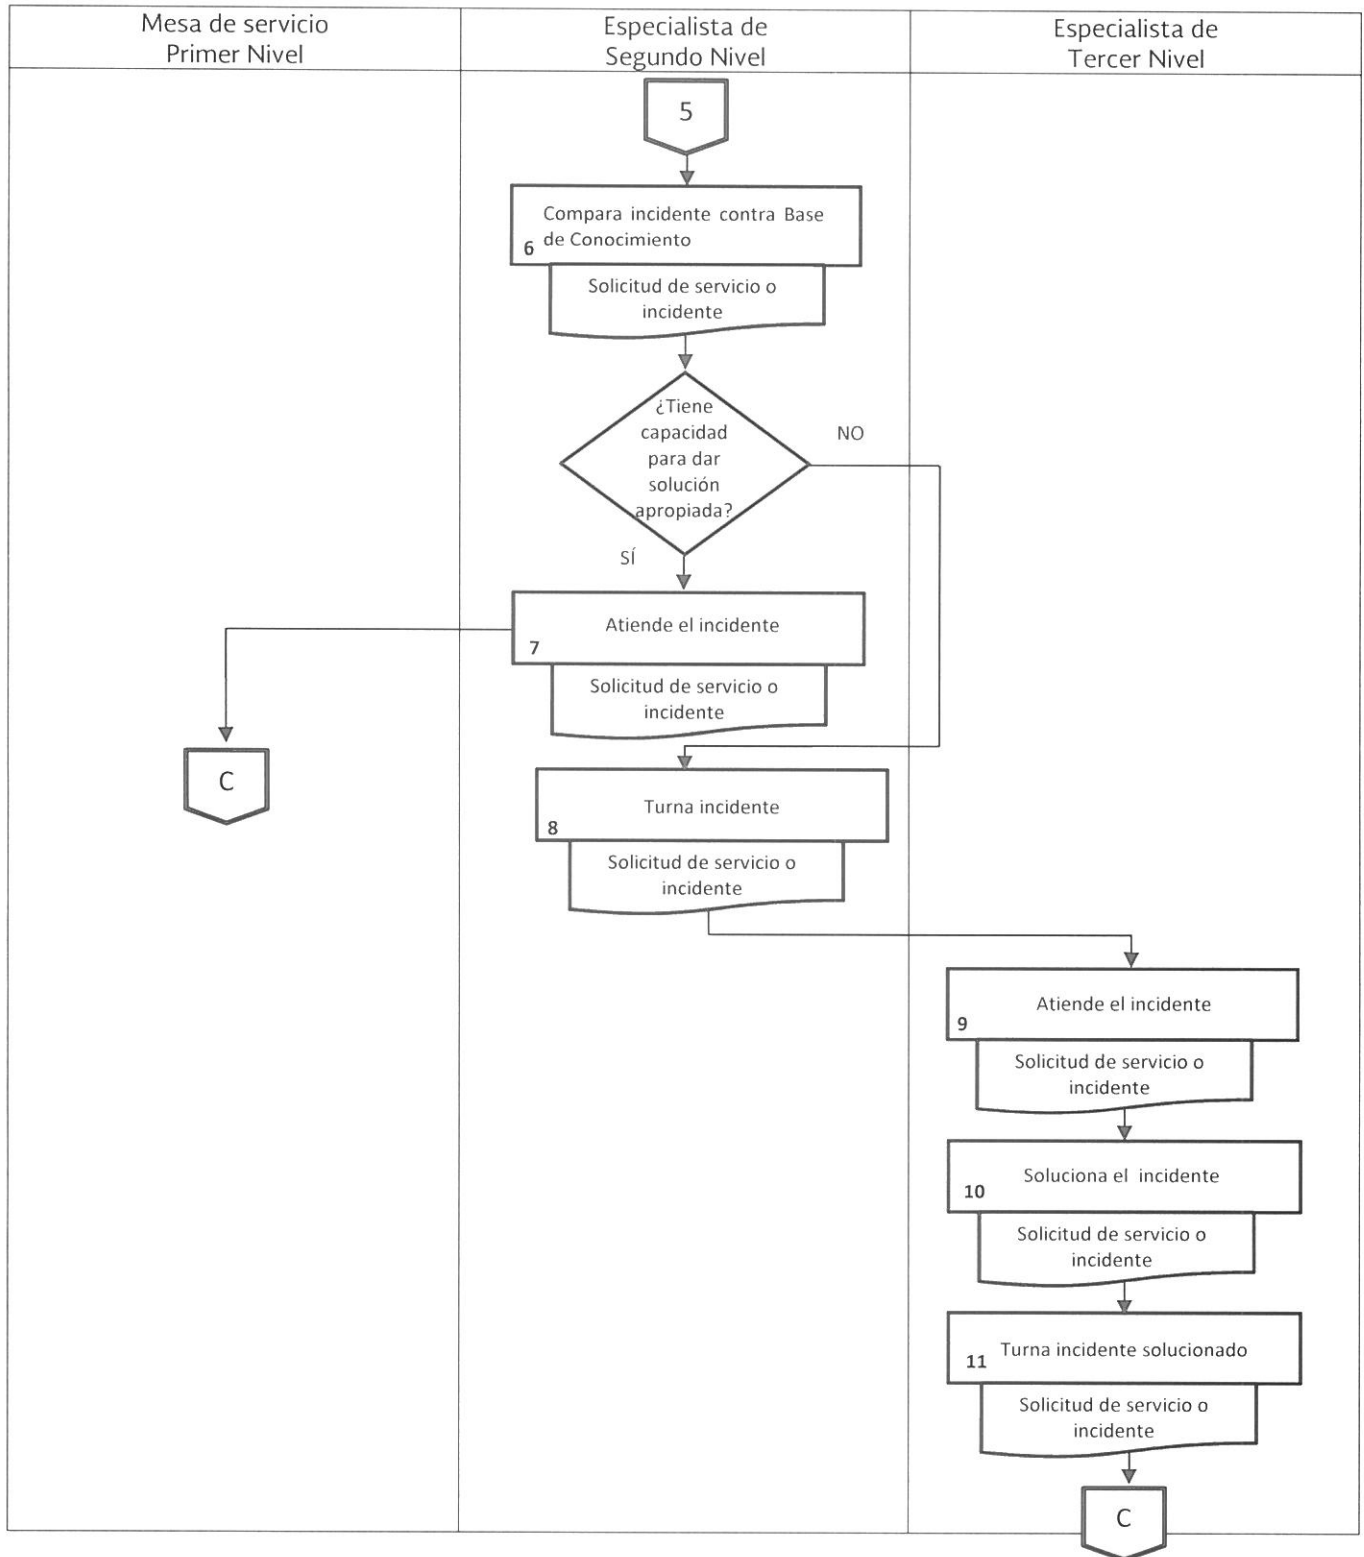 Mesa de servicio
Primer Nivel
Especialista de
Segundo Nivel
Especialista de
Tercer Nivel
5
Compara incidente contra Base
de Conocimiento
6
Solicitud de servicio o
incidente
¿Tiene
capacidad
para dar
solución
apropiada?
NO
SÍ
Atiende el incidente
7
Solicitud de servicio o
incidente
C
Turna incidente
8
Solicitud de servicio o
incidente
Atiende el incidente
9
Solicitud de servicio o
incidente
Soluciona el incidente
10
Solicitud de servicio o
incidente
Turna incidente solucionado
11
Solicitud de servicio o
incidente
C